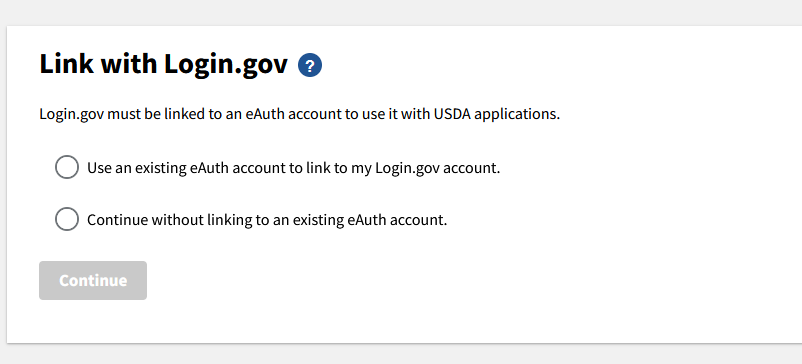 Link with Login.gov ?
Login.gov must be linked to an eAuth account to use it with USDA applications.
Use an existing eAuth account to link to my Login.gov account.
Continue without linking to an existing eAuth account.
Continue